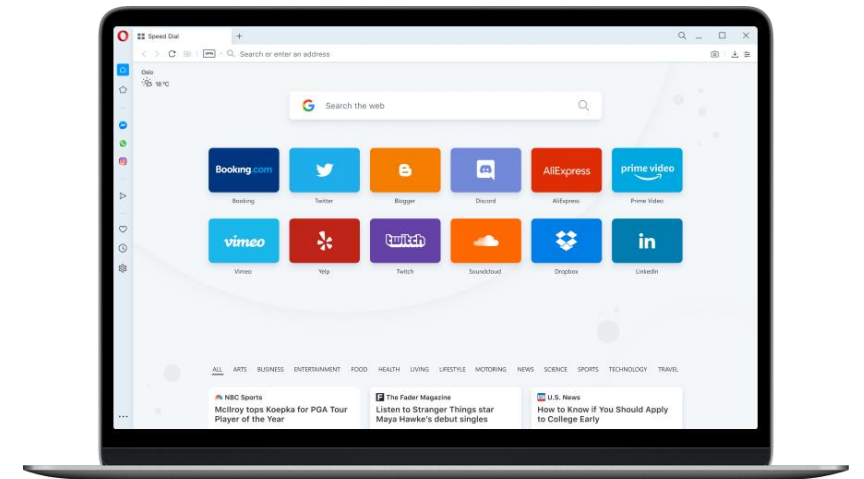 Speed Dial
VPN
Search or enter an address
Oslo
18 °C
Search the web
Booking.com
AliExpress
prime video
Booking
Twitter
Blogger
Discord
AliExpress
Prime Video
vimeo
twitch
in
Vimeo
Yelp
Twitch
Soundcloud
Dropbox
LinkedIn
ALL ARTS BUSINESS ENTERTAINMENT FOOD HEALTH LIVING LIFESTYLE MOTORING NEWS SCIENCE SPORTS TECHNOLOGY TRAVEL
NBC Sports
McIlroy tops Koepka for PGA Tour
Player of the Year
The Fader Magazine
Listen to Stranger Things star
Maya Hawke's debut singles
U.S. News
How to Know if You Should Apply
to College Early